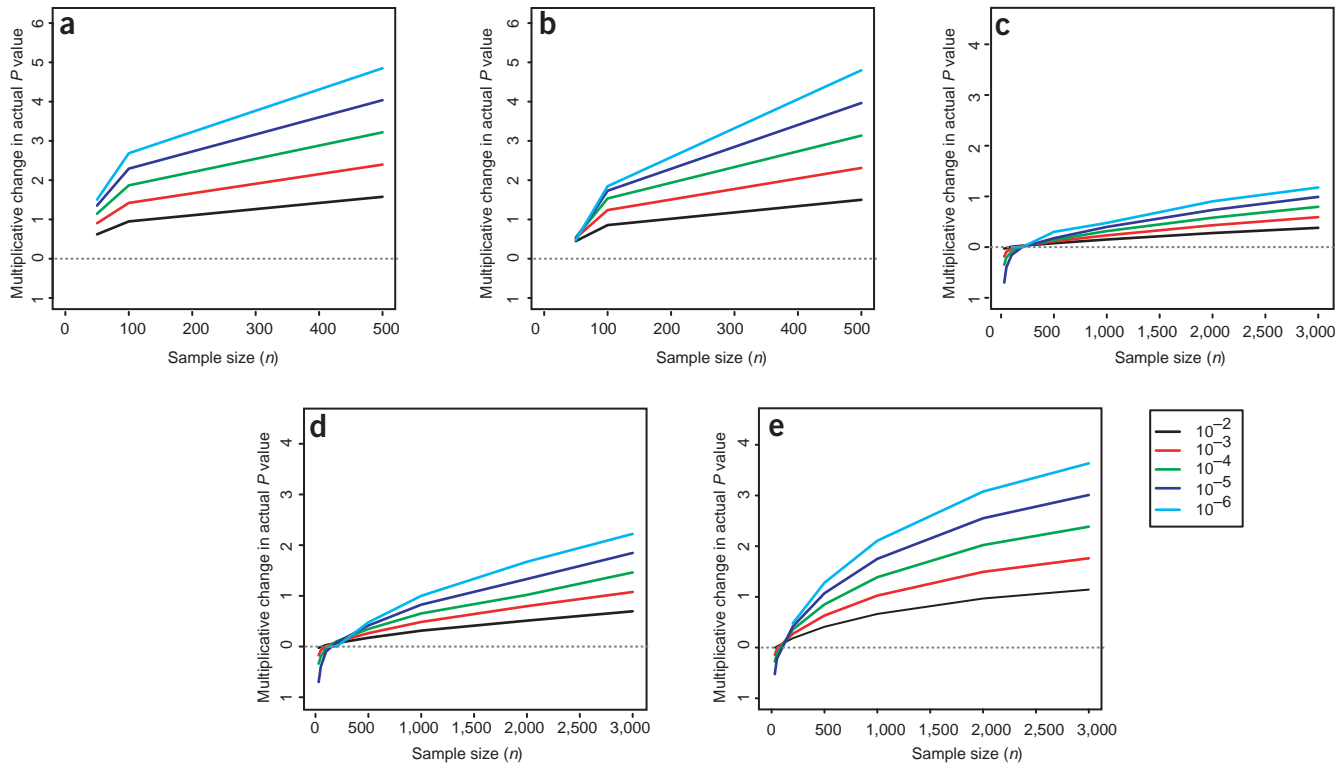 a
Multiplicative change in actual P value
6
5
4
3
2
1
0
1
0 100 200 300 400 500
Sample size (n)
b
Multiplicative change in actual P value
6
5
4
3
2
1
0
1
0 100 200 300 400 500
Sample size (n)
c
Multiplicative change in actual P value
4
3
2
1
0
1
0 500 1,000 1,500 2,000 2,500 3,000
Sample size (n)
d
Multiplicative change in actual P value
4
3
2
1
0
1
0 500 1,000 1,500 2,000 2,500 3,000
Sample size (n)
e
Multiplicative change in actual P value
4
3
2
1
0
1
0 500 1,000 1,500 2,000 2,500 3,000
Sample size (n)
10⁻²
10⁻³
10⁻⁴
10⁻⁵
10⁻⁶